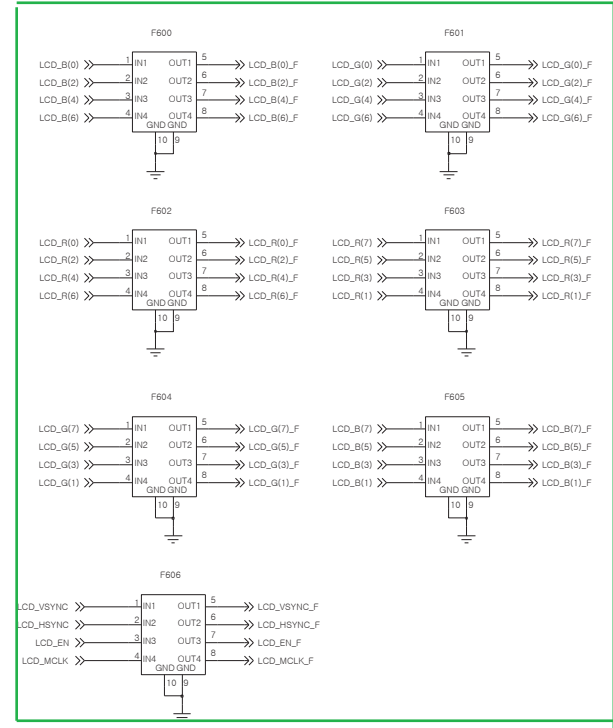 F600
LCD_B(0) 1 IN1 OUT1 5 LCD_B(0)_F
LCD_B(2) 2 IN2 OUT2 6 LCD_B(2)_F
LCD_B(4) 3 IN3 OUT3 7 LCD_B(4)_F
LCD_B(6) 4 IN4 OUT4 8 LCD_B(6)_F
GND GND
10 9
F601
LCD_G(0) 1 IN1 OUT1 5 LCD_G(0)_F
LCD_G(2) 2 IN2 OUT2 6 LCD_G(2)_F
LCD_G(4) 3 IN3 OUT3 7 LCD_G(4)_F
LCD_G(6) 4 IN4 OUT4 8 LCD_G(6)_F
GND GND
10 9
F602
LCD_R(0) 1 IN1 OUT1 5 LCD_R(0)_F
LCD_R(2) 2 IN2 OUT2 6 LCD_R(2)_F
LCD_R(4) 3 IN3 OUT3 7 LCD_R(4)_F
LCD_R(6) 4 IN4 OUT4 8 LCD_R(6)_F
GND GND
10 9
F603
LCD_R(7) 1 IN1 OUT1 5 LCD_R(7)_F
LCD_R(5) 2 IN2 OUT2 6 LCD_R(5)_F
LCD_R(3) 3 IN3 OUT3 7 LCD_R(3)_F
LCD_R(1) 4 IN4 OUT4 8 LCD_R(1)_F
GND GND
10 9
F604
LCD_G(7) 1 IN1 OUT1 5 LCD_G(7)_F
LCD_G(5) 2 IN2 OUT2 6 LCD_G(5)_F
LCD_G(3) 3 IN3 OUT3 7 LCD_G(3)_F
LCD_G(1) 4 IN4 OUT4 8 LCD_G(1)_F
GND GND
10 9
F605
LCD_B(7) 1 IN1 OUT1 5 LCD_B(7)_F
LCD_B(5) 2 IN2 OUT2 6 LCD_B(5)_F
LCD_B(3) 3 IN3 OUT3 7 LCD_B(3)_F
LCD_B(1) 4 IN4 OUT4 8 LCD_B(1)_F
GND GND
10 9
F606
LCD_VSYNC 1 IN1 OUT1 5 LCD_VSYNC_F
LCD_HSYNC 2 IN2 OUT2 6 LCD_HSYNC_F
LCD_EN 3 IN3 OUT3 7 LCD_EN_F
LCD_MCLK 4 IN4 OUT4 8 LCD_MCLK_F
GND GND
10 9